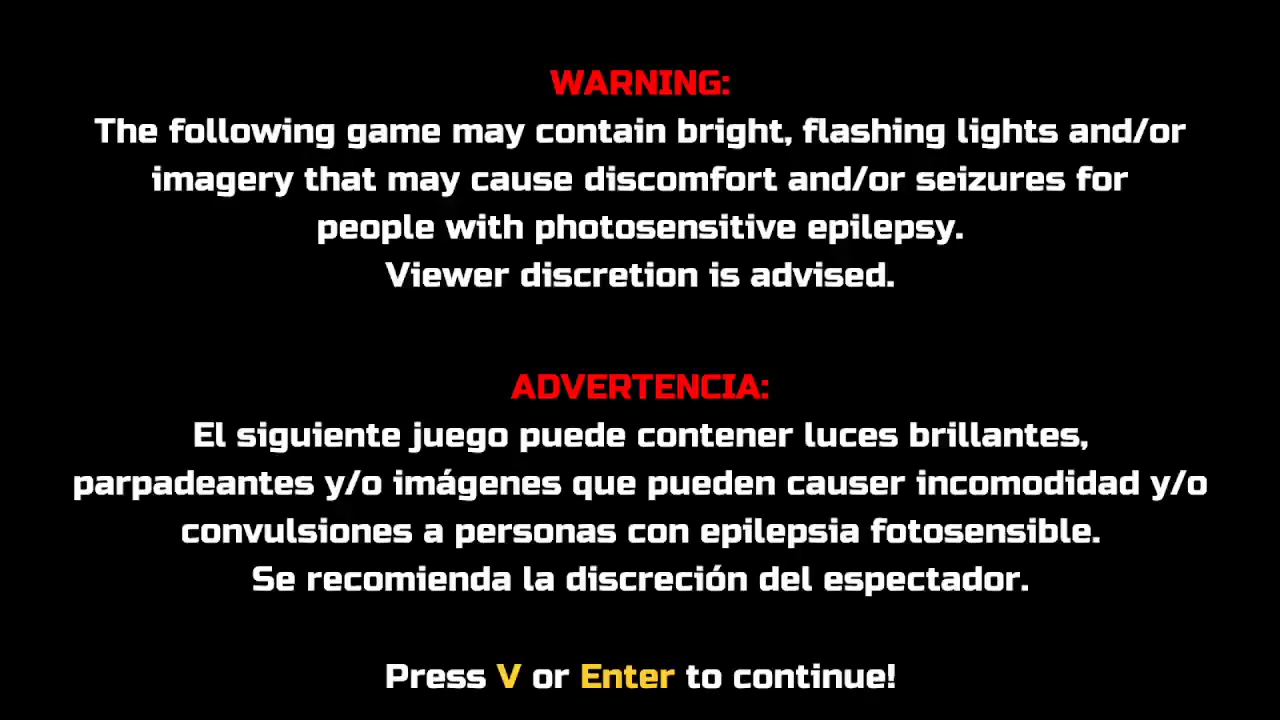 WARNING:
The following game may contain bright, flashing lights and/or
imagery that may cause discomfort and/or seizures for
people with photosensitive epilepsy.
Viewer discretion is advised.
ADVERTENCIA:
El siguiente juego puede contener luces brillantes,
parpadeantes y/o imágenes que pueden causer incomodidad y/o
convulsiones a personas con epilepsia fotosensible.
Se recomienda la discreción del espectador.
Press V or Enter to continue!